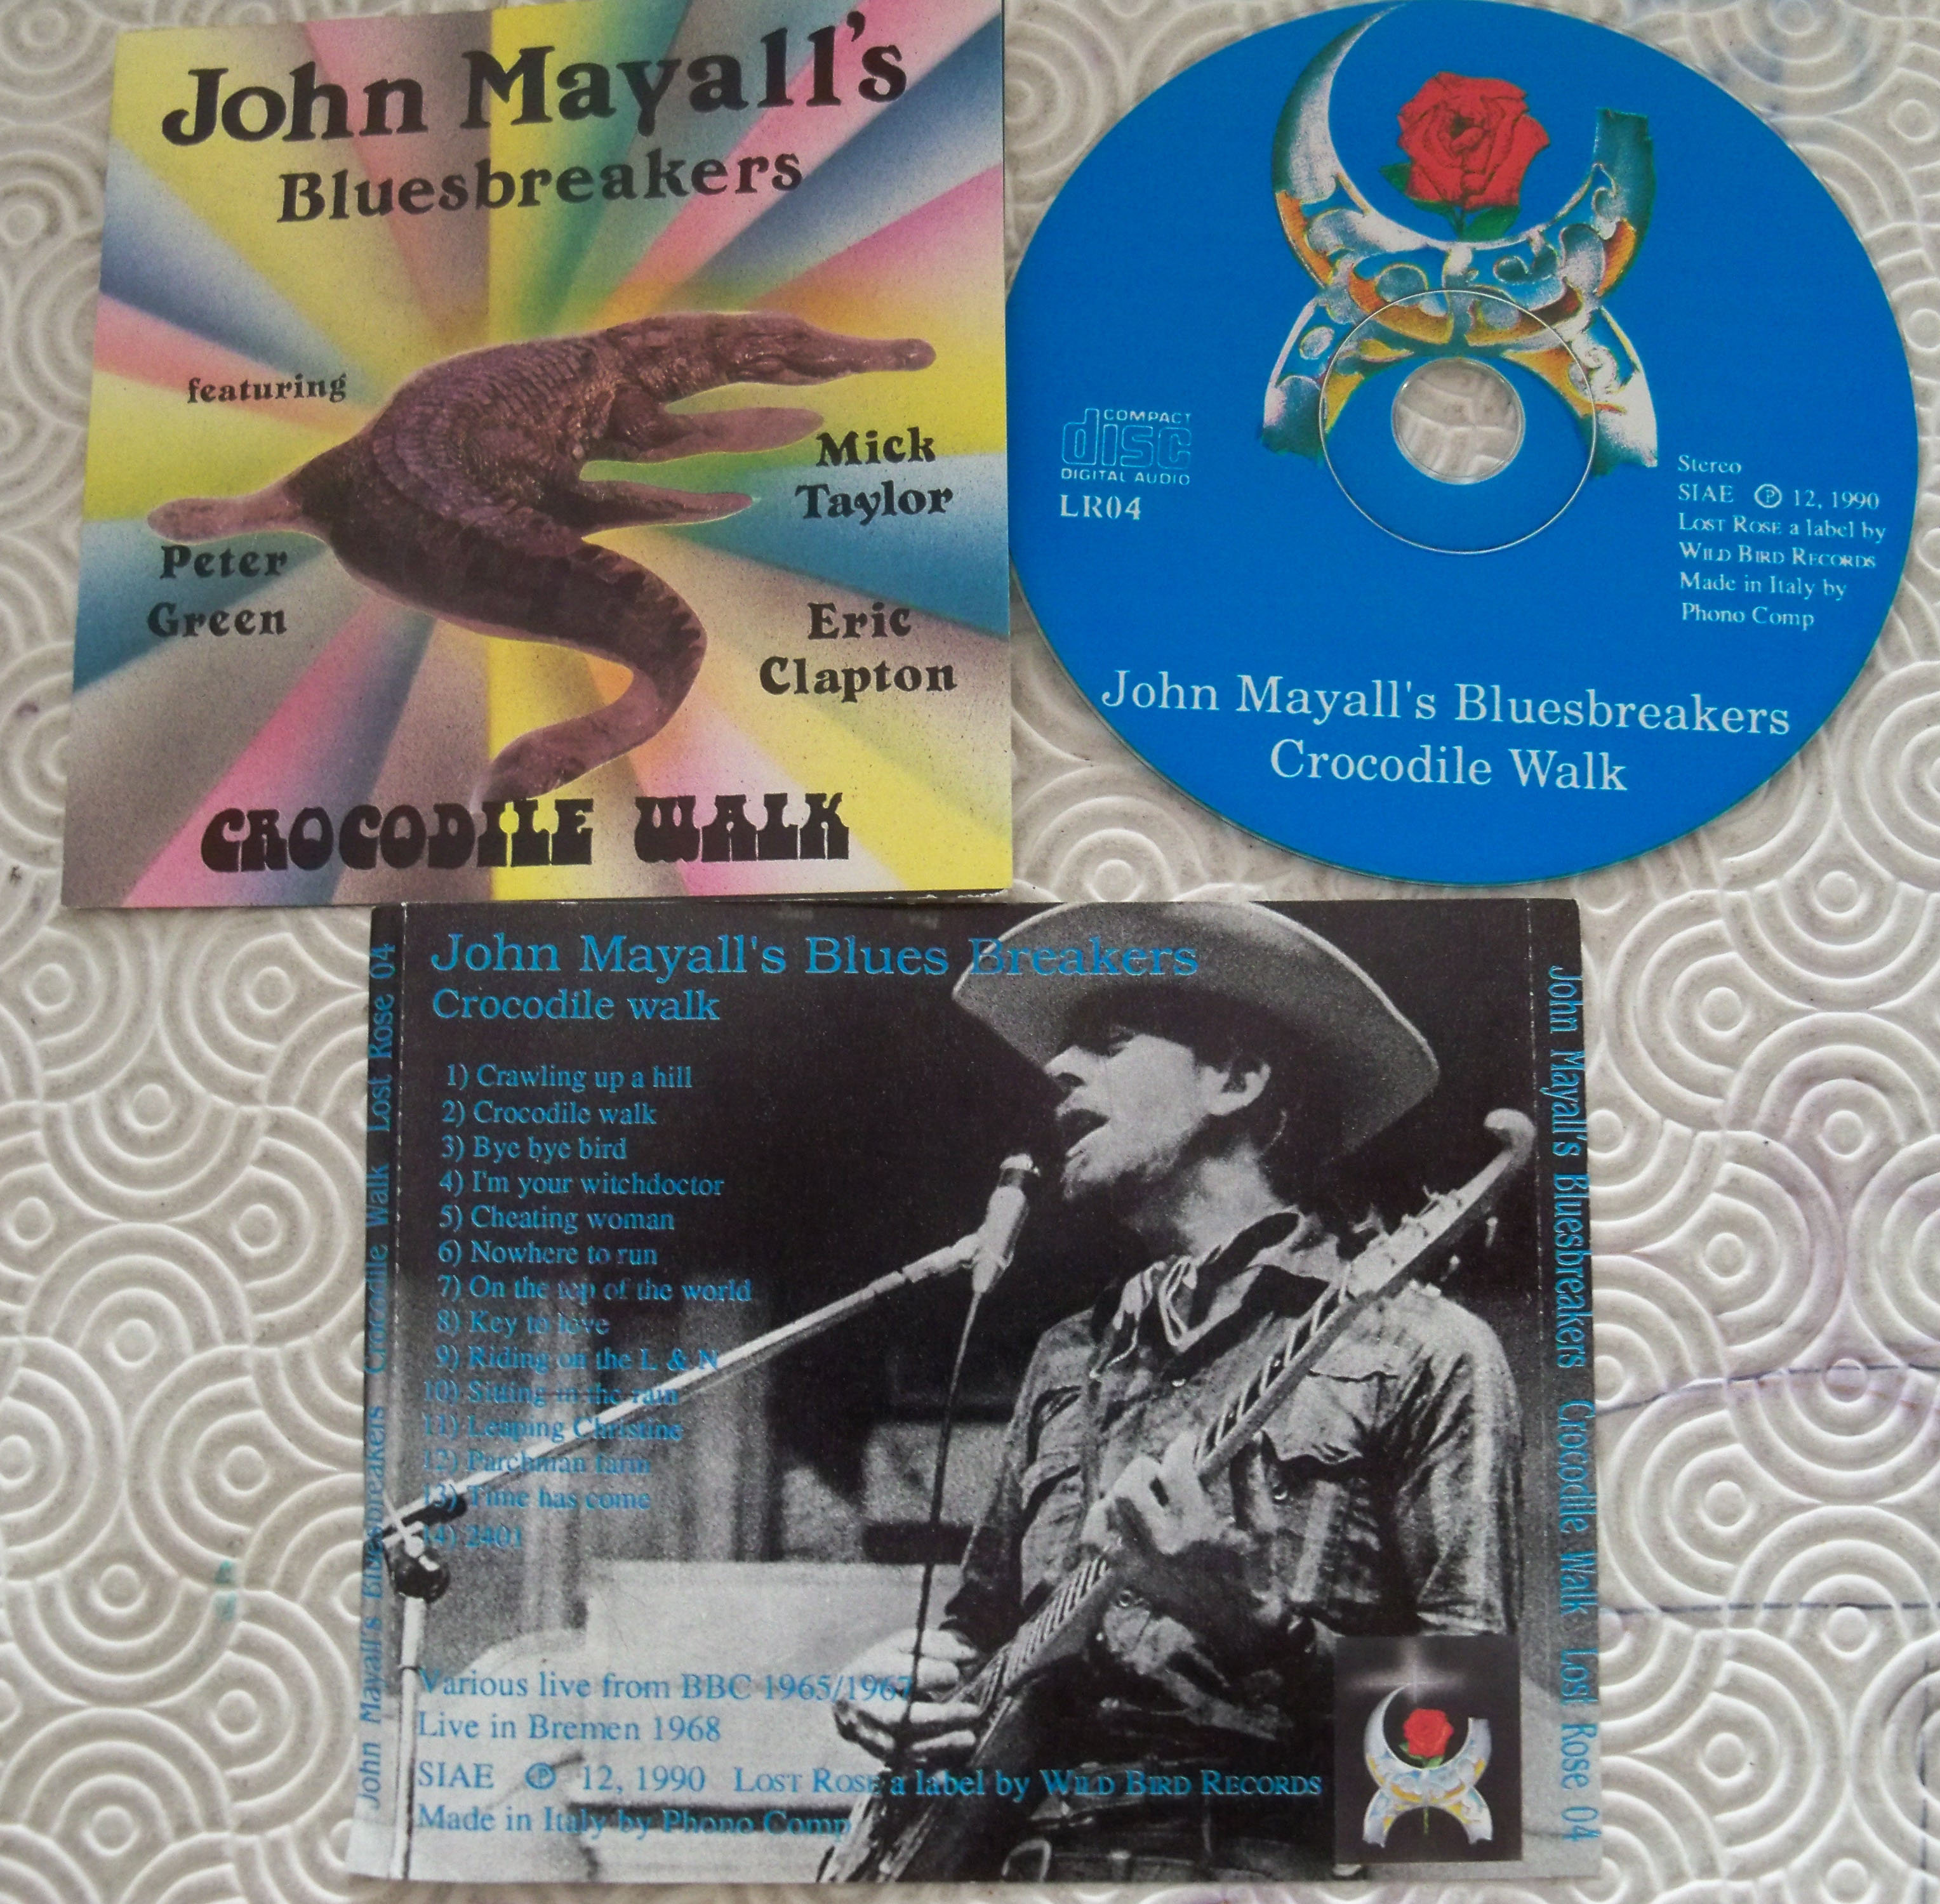 John Mayall's
Bluesbreakers
featuring
Mick
Taylor
Peter
Green
Eric
Clapton
CROCODILE WALK
COMPACT
disc
DIGITAL AUDIO
LR04
Stereo
SIAE ℗ 12, 1990
LOST ROSE a label by
WILD BIRD RECORDS
Made in Italy by
Phono Comp
John Mayall's Bluesbreakers
Crocodile Walk
John Mayall's Bluesbreakers Crocodile Walk Lost Rose 04
John Mayall's Blues Breakers
Crocodile walk
1) Crawling up a hill
2) Crocodile walk
3) Bye bye bird
4) I'm your witchdoctor
5) Cheating woman
6) Nowhere to run
7) On the top of the world
8) Key to love
9) Riding on the L & N
10) Sitting in the rain
11) Leaping Christine
12) Parchman farm
13) Time has come
14) 2401
Various live from BBC 1965/1967
Live in Bremen 1968
SIAE ℗ 12, 1990 LOST ROSE a label by WILD BIRD RECORDS
Made in Italy by Phono Comp
John Mayall's Bluesbreakers Crocodile Walk Lost Rose 04